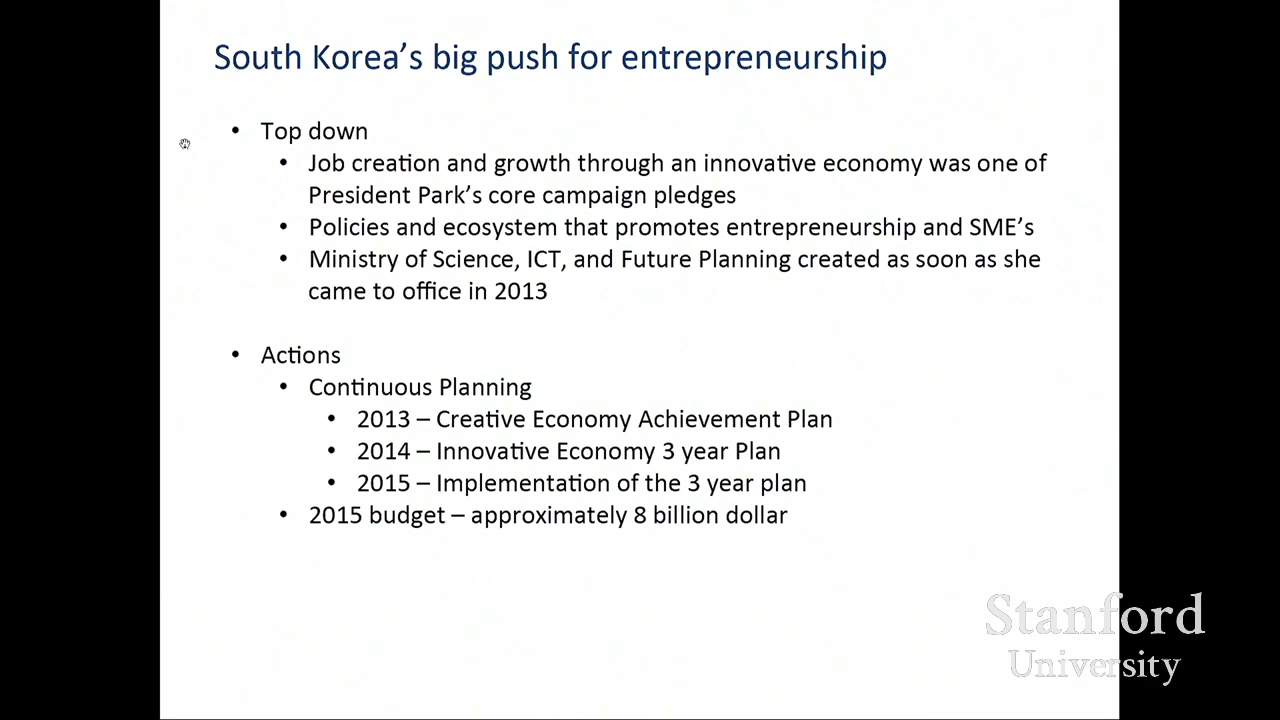 South Korea’s big push for entrepreneurship
• Top down
• Job creation and growth through an innovative economy was one of
President Park’s core campaign pledges
• Policies and ecosystem that promotes entrepreneurship and SME’s
• Ministry of Science, ICT, and Future Planning created as soon as she
came to office in 2013
• Actions
• Continuous Planning
• 2013 – Creative Economy Achievement Plan
• 2014 – Innovative Economy 3 year Plan
• 2015 – Implementation of the 3 year plan
• 2015 budget – approximately 8 billion dollar
Stanford
University